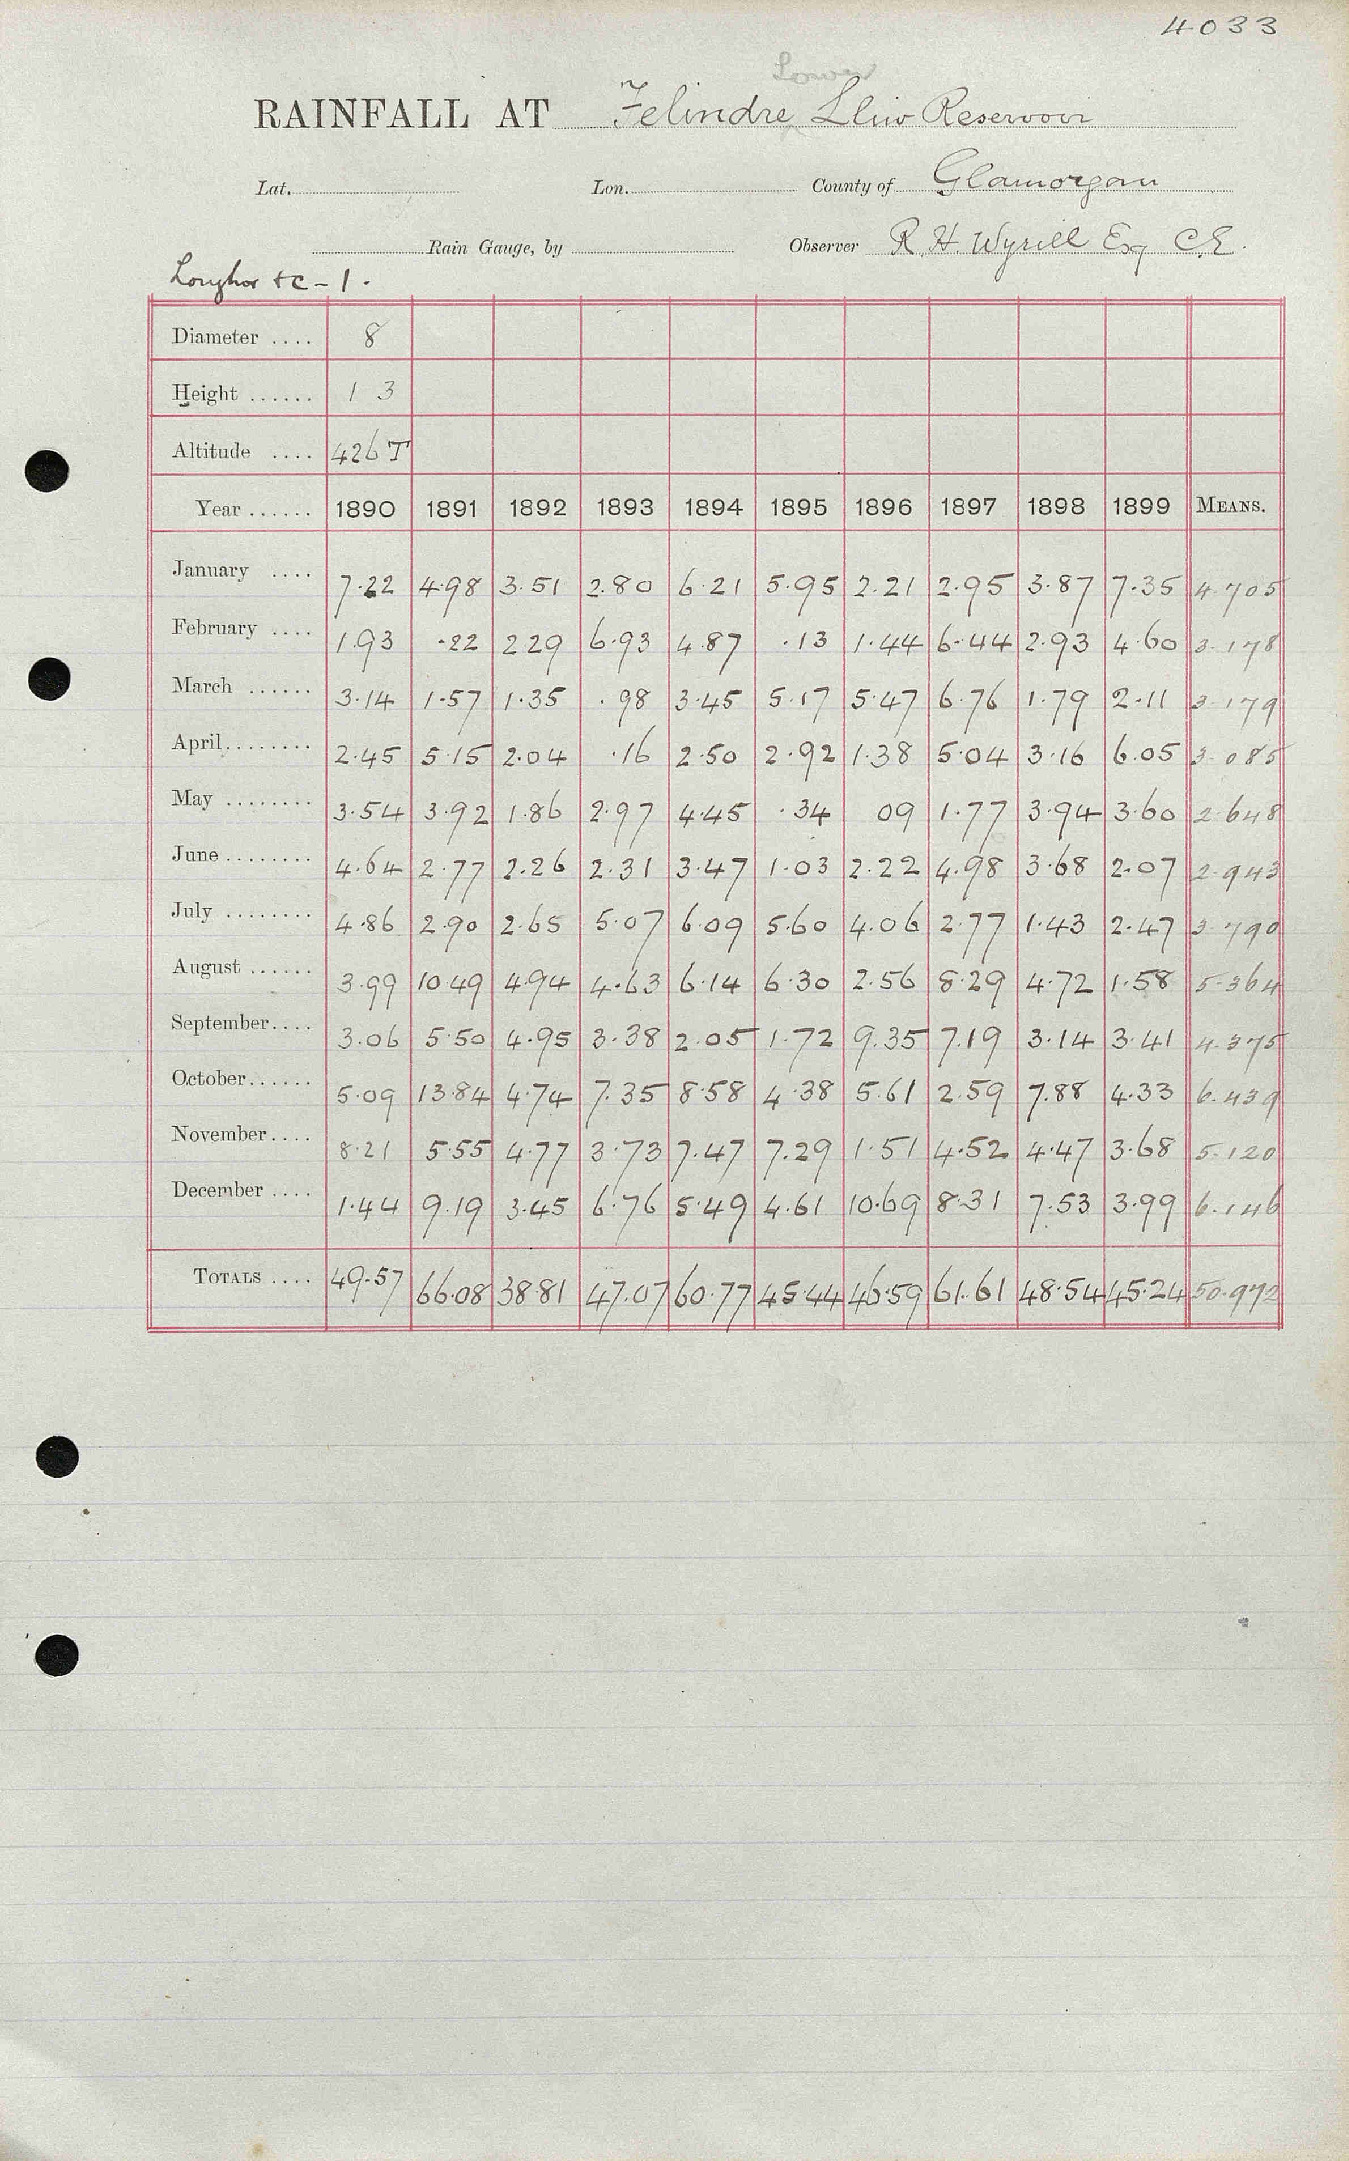 4033
Lower
RAINFALL AT Felindre Lliw Reservoir
Lat. Lon. County of Glamorgan
Rain Gauge, by Observer R H Wyrill Esq C.E.
Loughor &c - 1.
Diameter .... 8
Height ...... 1 3
Altitude .... 426 T
Year ...... 1890 1891 1892 1893 1894 1895 1896 1897 1898 1899 MEANS.
January .... 7.22 4.98 3.51 2.80 6.21 5.95 2.21 2.95 3.87 7.35 4.705
February .... 1.93 .22 2 29 6.93 4.87 .13 1.44 6.44 2.93 4.60 3.178
March ...... 3.14 1.57 1.35 .98 3.45 5.17 5.47 6.76 1.79 2.11 3.179
April ........ 2.45 5.15 2.04 .16 2.50 2.92 1.38 5.04 3.16 6.05 3.085
May ........ 3.54 3.92 1.86 2.97 4.45 .34 09 1.77 3.94 3.60 2.648
June ........ 4.64 2.77 2.26 2.31 3.47 1.03 2.22 4.98 3.68 2.07 2.943
July ........ 4.86 2.90 2.65 5.07 6.09 5.60 4.06 2.77 1.43 2.47 3.790
August ...... 3.99 10 49 4.94 4.63 6.14 6.30 2.56 8.29 4.72 1.58 5.364
September .... 3.06 5.50 4.95 3.38 2.05 1.72 9.35 7.19 3.14 3.41 4.375
October ...... 5.09 13.84 4.74 7.35 8.58 4.38 5.61 2.59 7.88 4.33 6.439
November .... 8.21 5.55 4.77 3.73 7.47 7.29 1.51 4.52 4.47 3.68 5.120
December .... 1.44 9.19 3.45 6.76 5.49 4.61 10.69 8.31 7.53 3.99 6.146
TOTALS .... 49.57 66.08 38.81 47.07 60.77 45.44 46.59 61.61 48.54 45.24 50.972